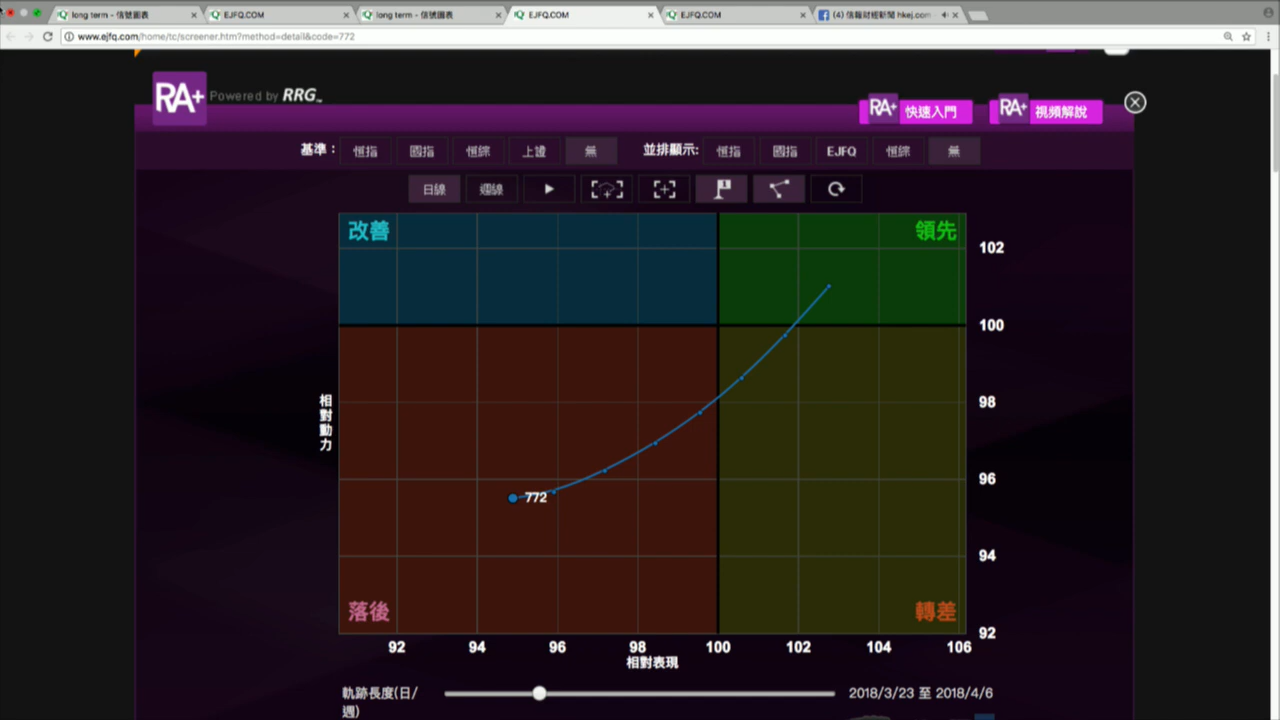 long term - 信號圖表
EJFQ.COM
long term - 信號圖表
EJFQ.COM
EJFQ.COM
(4) 信報財經新聞 hkej.com
www.ejfq.com/home/tc/screener.htm?method=detail&code=772
RA+ Powered by RRG™
RA+ 快速入門
RA+ 視頻解說
基準： 恒指 國指 恒綜 上證 無
並排顯示: 恒指 國指 EJFQ 恒綜 無
日線 週線
改善
領先
102
100
98
96
94
92
相對動力
772
落後
轉差
92 94 96 98 100 102 104 106
相對表現
軌跡長度(日/
週)
2018/3/23 至 2018/4/6